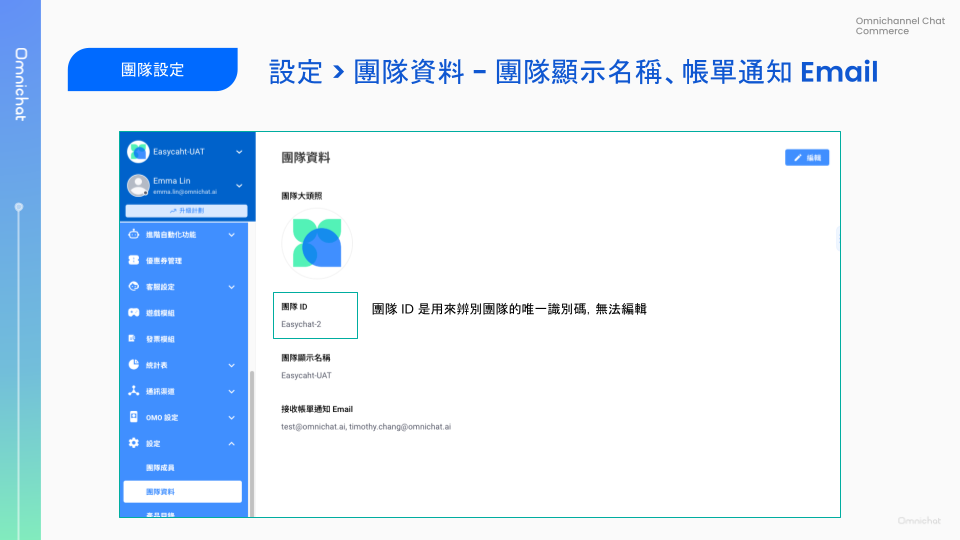 Omnichannel Chat
Commerce
Omnichat
團隊設定
設定 > 團隊資料 - 團隊顯示名稱、帳單通知 Email
Easycaht-UAT
Emma Lin
emma.lin@omnichat.ai
升級計劃
進階自動化功能
優惠券管理
客服設定
遊戲模組
發票模組
統計表
通訊渠道
OMO 設定
設定
團隊成員
團隊資料
產品目錄
團隊資料
編輯
團隊大頭照
團隊 ID
Easychat-2
團隊 ID 是用來辨別團隊的唯一識別碼, 無法編輯
團隊顯示名稱
Easycaht-UAT
接收帳單通知 Email
test@omnichat.ai, timothy.chang@omnichat.ai
Omnichat